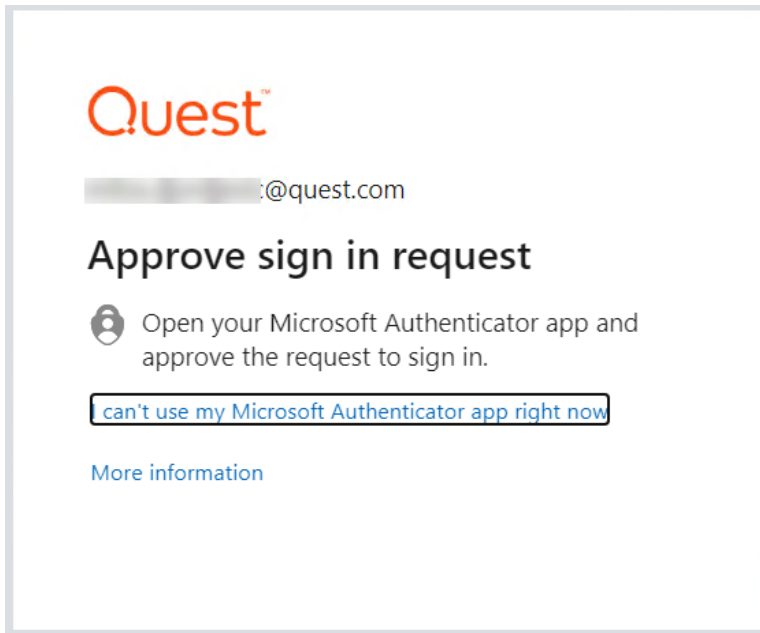 Quest™
c@quest.com
Approve sign in request
Open your Microsoft Authenticator app and
approve the request to sign in.
I can't use my Microsoft Authenticator app right now
More information